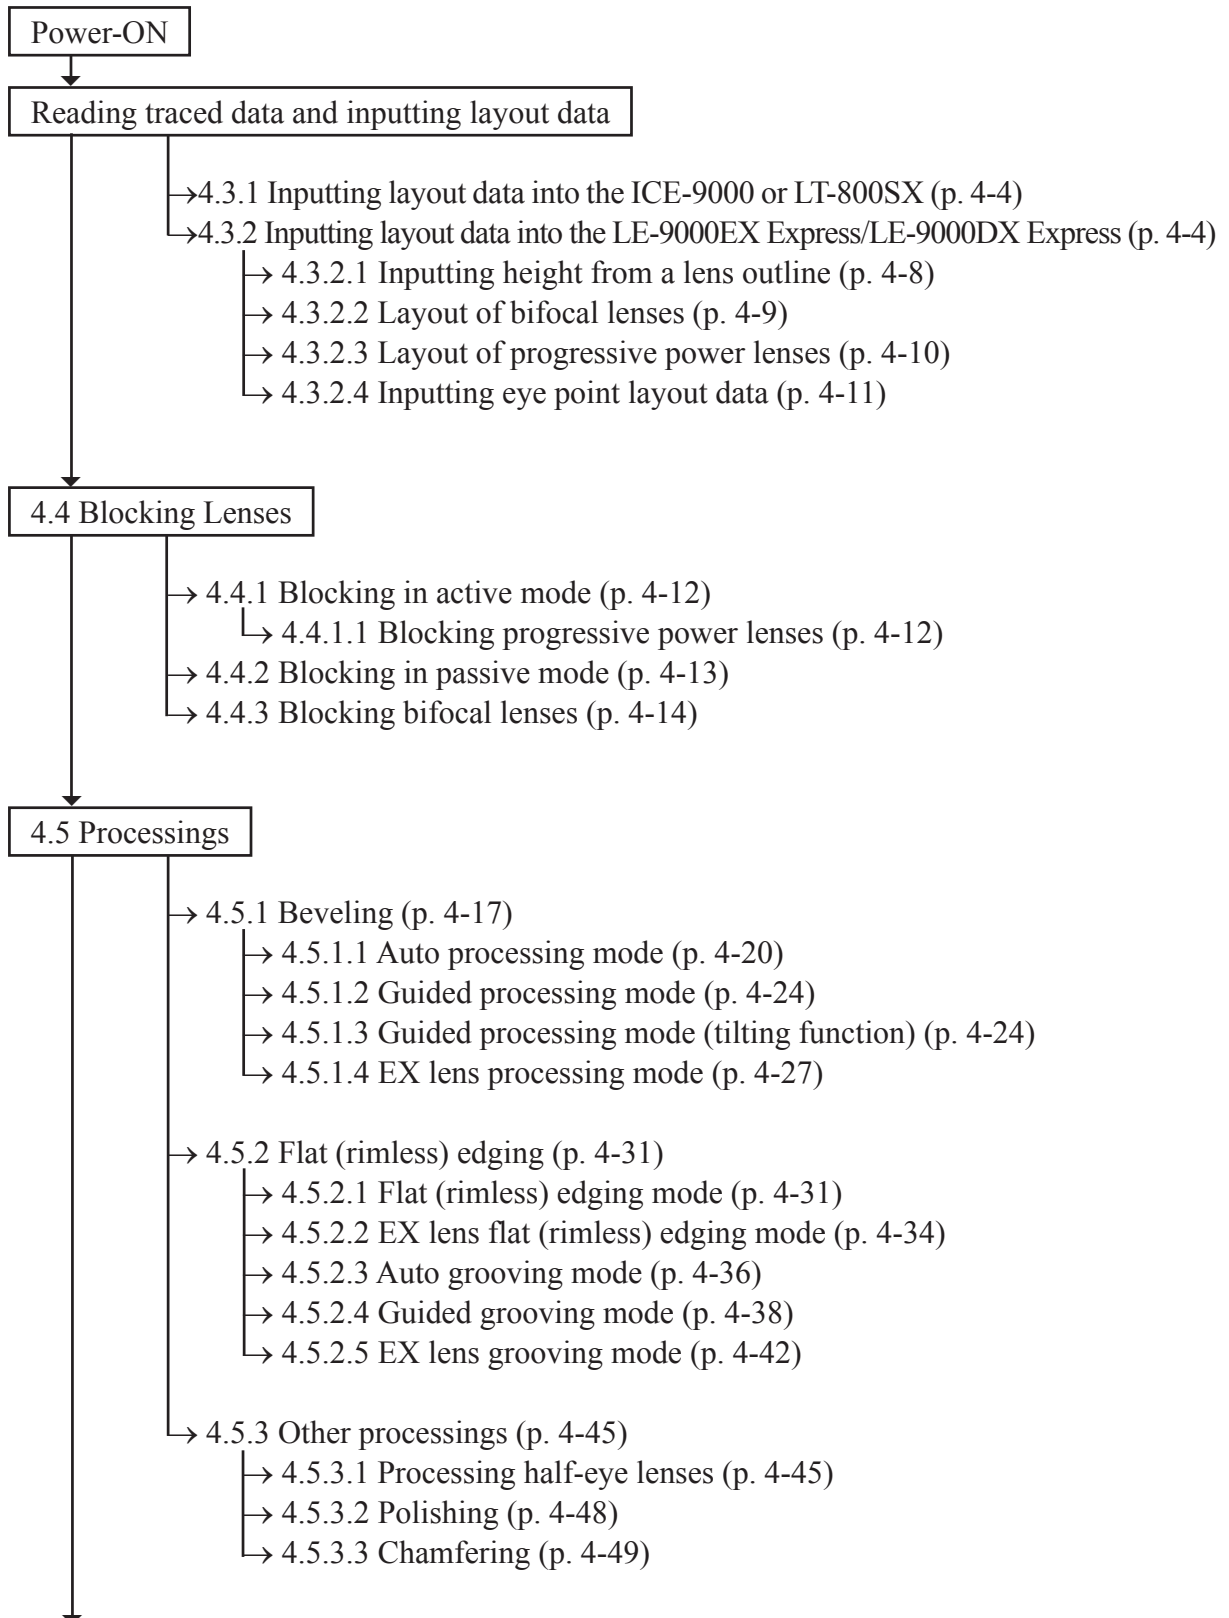 Power-ON
Reading traced data and inputting layout data
4.3.1 Inputting layout data into the ICE-9000 or LT-800SX (p. 4-4)
4.3.2 Inputting layout data into the LE-9000EX Express/LE-9000DX Express (p. 4-4)
4.3.2.1 Inputting height from a lens outline (p. 4-8)
4.3.2.2 Layout of bifocal lenses (p. 4-9)
4.3.2.3 Layout of progressive power lenses (p. 4-10)
4.3.2.4 Inputting eye point layout data (p. 4-11)
4.4 Blocking Lenses
4.4.1 Blocking in active mode (p. 4-12)
4.4.1.1 Blocking progressive power lenses (p. 4-12)
4.4.2 Blocking in passive mode (p. 4-13)
4.4.3 Blocking bifocal lenses (p. 4-14)
4.5 Processings
4.5.1 Beveling (p. 4-17)
4.5.1.1 Auto processing mode (p. 4-20)
4.5.1.2 Guided processing mode (p. 4-24)
4.5.1.3 Guided processing mode (tilting function) (p. 4-24)
4.5.1.4 EX lens processing mode (p. 4-27)
4.5.2 Flat (rimless) edging (p. 4-31)
4.5.2.1 Flat (rimless) edging mode (p. 4-31)
4.5.2.2 EX lens flat (rimless) edging mode (p. 4-34)
4.5.2.3 Auto grooving mode (p. 4-36)
4.5.2.4 Guided grooving mode (p. 4-38)
4.5.2.5 EX lens grooving mode (p. 4-42)
4.5.3 Other processings (p. 4-45)
4.5.3.1 Processing half-eye lenses (p. 4-45)
4.5.3.2 Polishing (p. 4-48)
4.5.3.3 Chamfering (p. 4-49)